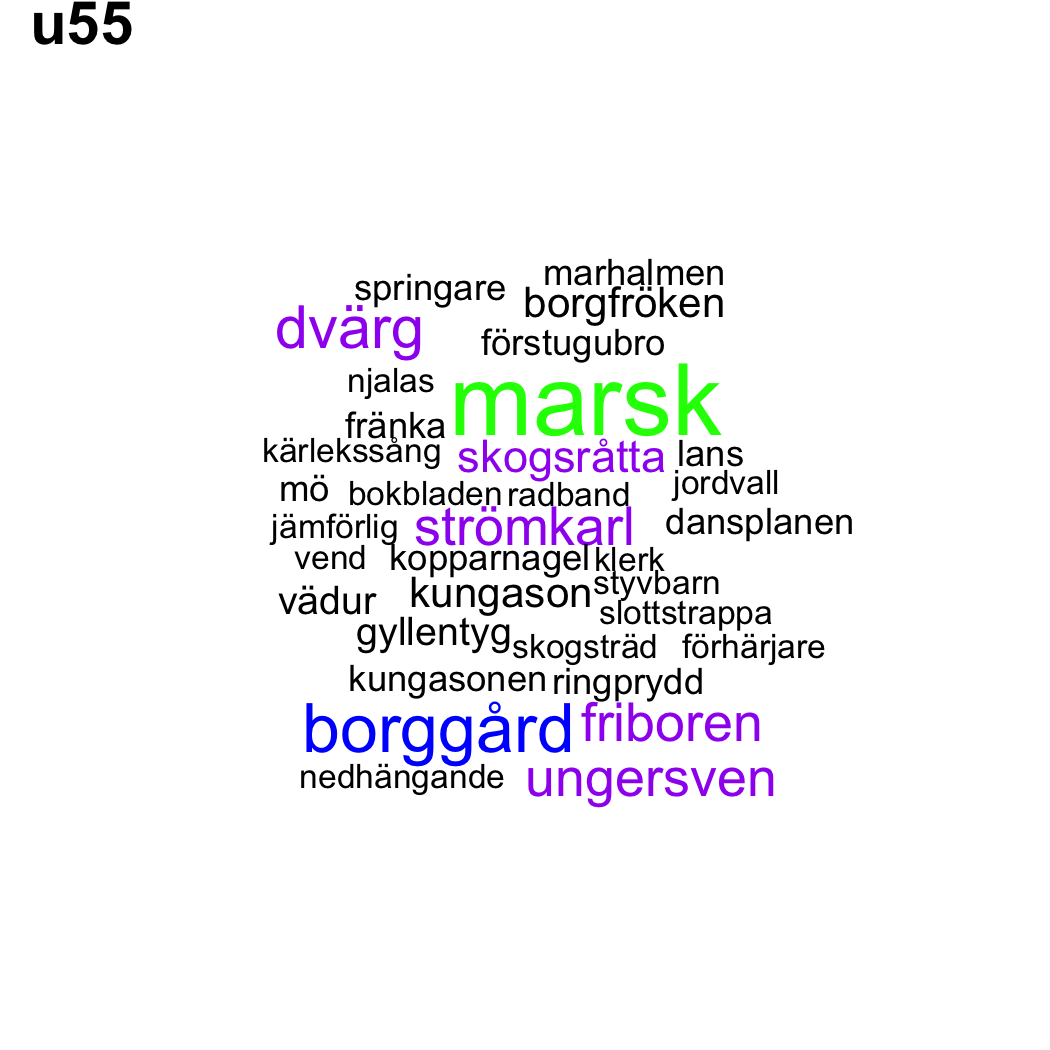 u55
marhalmen
springare
borgfröken
dvärg
förstugubro
njalas
marsk
fränka
kärlekssång
skogsråtta
lans
jordvall
mö
bokbladen
radband
jämförlig
strömkarl
dansplanen
vend
kopparnagel
klerk
styvbarn
vädur
kungason
slottstrappa
gyllentyg
skogsträd
förhärjare
kungasonen
ringprydd
borggård
friboren
nedhängande
ungersven